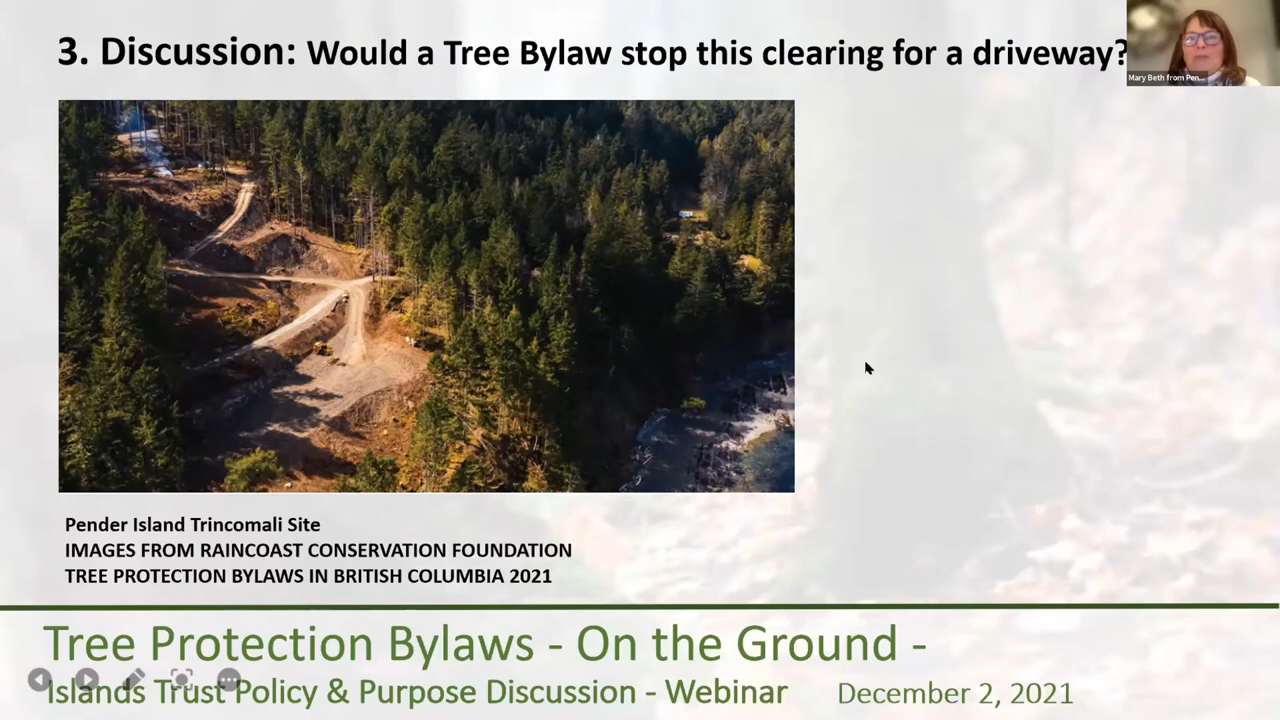 3. Discussion: Would a Tree Bylaw stop this clearing for a driveway?
Mary Beth from Pen...
Pender Island Trincomali Site
IMAGES FROM RAINCOAST CONSERVATION FOUNDATION
TREE PROTECTION BYLAWS IN BRITISH COLUMBIA 2021
Tree Protection Bylaws - On the Ground -
Islands Trust Policy & Purpose Discussion - Webinar December 2, 2021